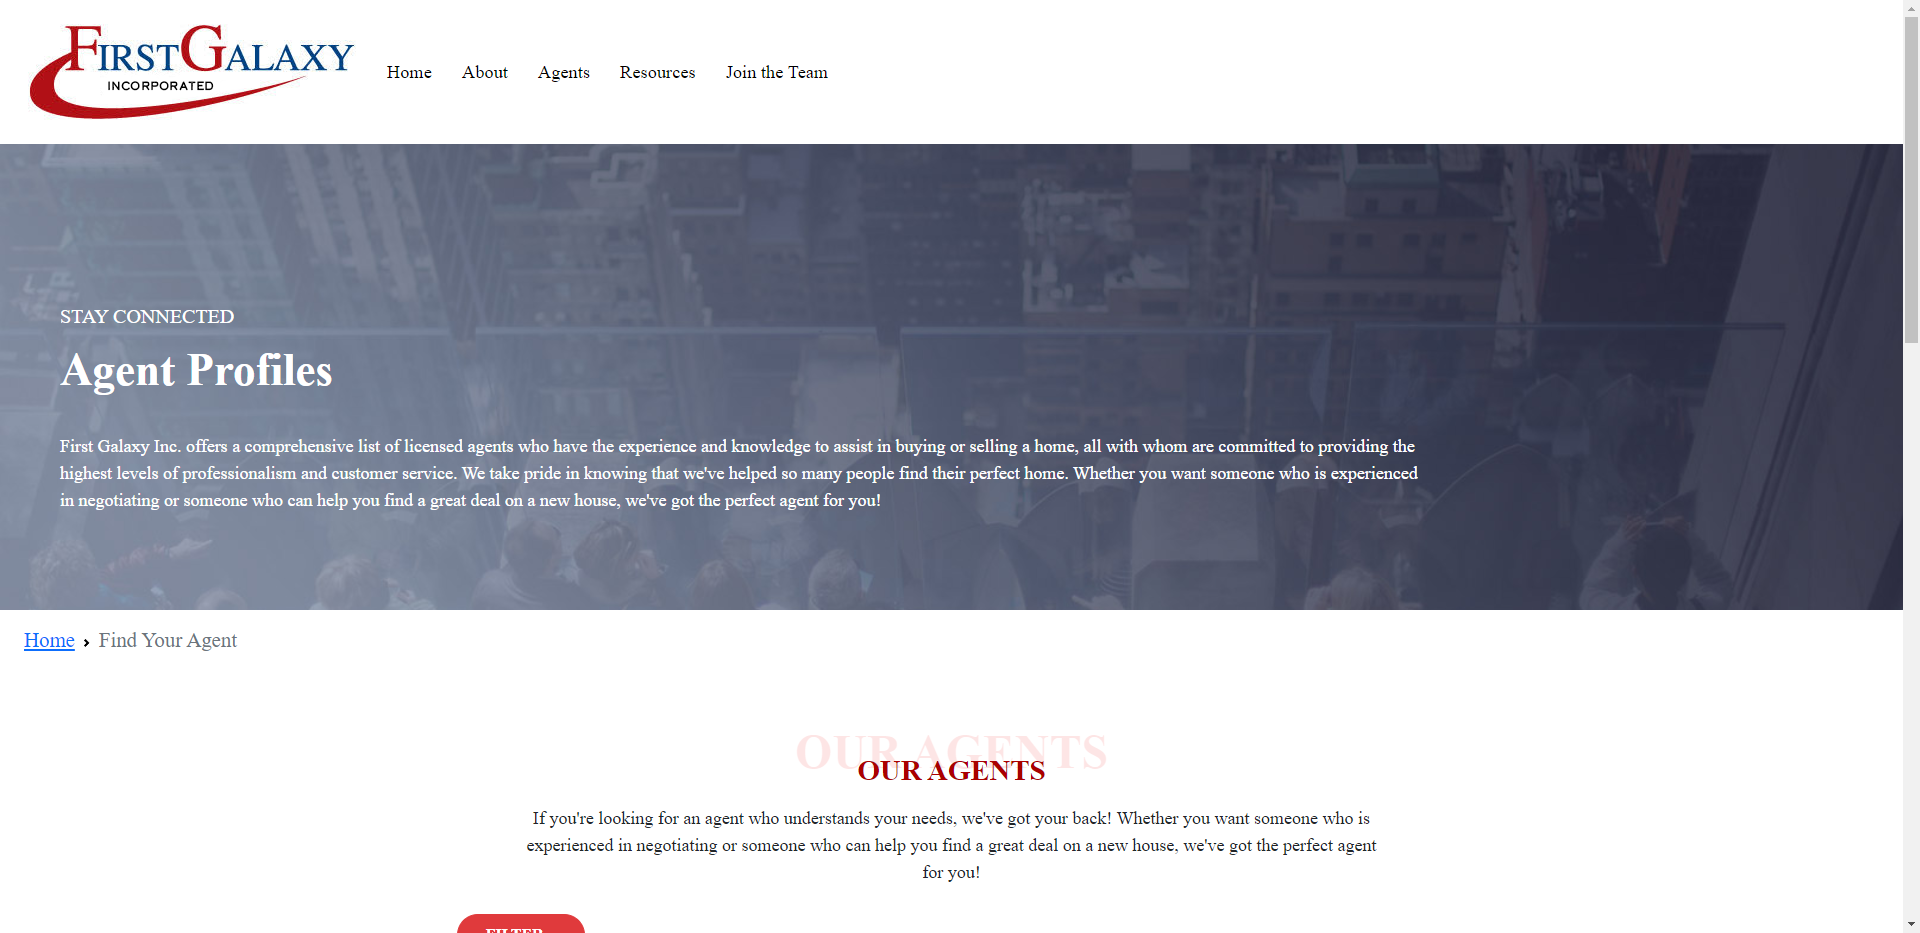 FIRSTGALAXY
INCORPORATED
Home About Agents Resources Join the Team
STAY CONNECTED
Agent Profiles
First Galaxy Inc. offers a comprehensive list of licensed agents who have the experience and knowledge to assist in buying or selling a home, all with whom are committed to providing the
highest levels of professionalism and customer service. We take pride in knowing that we've helped so many people find their perfect home. Whether you want someone who is experienced
in negotiating or someone who can help you find a great deal on a new house, we've got the perfect agent for you!
Home › Find Your Agent
OUR AGENTS
OUR AGENTS
If you're looking for an agent who understands your needs, we've got your back! Whether you want someone who is
experienced in negotiating or someone who can help you find a great deal on a new house, we've got the perfect agent
for you!
FILTER